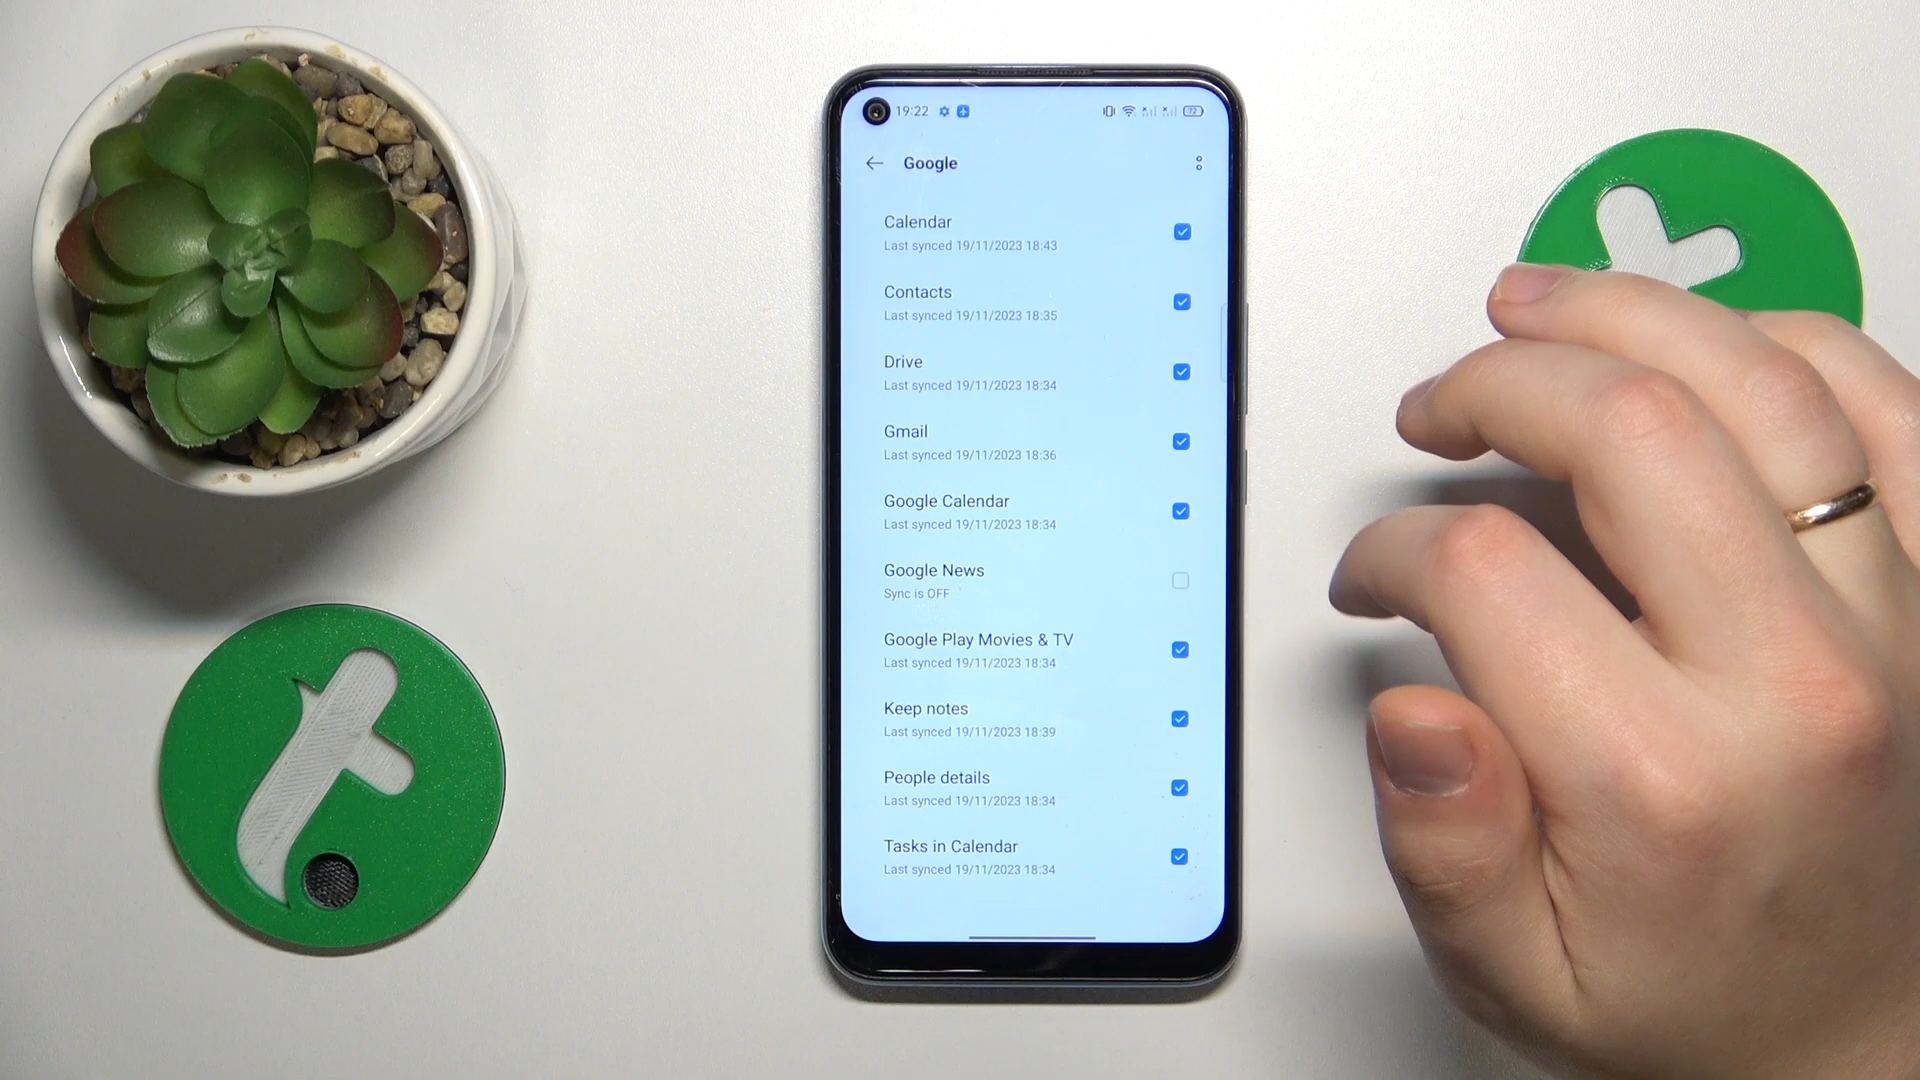 19:22
72
Google
Calendar
Last synced 19/11/2023 18:43
Contacts
Last synced 19/11/2023 18:35
Drive
Last synced 19/11/2023 18:34
Gmail
Last synced 19/11/2023 18:36
Google Calendar
Last synced 19/11/2023 18:34
Google News
Sync is OFF
Google Play Movies & TV
Last synced 19/11/2023 18:34
Keep notes
Last synced 19/11/2023 18:39
People details
Last synced 19/11/2023 18:34
Tasks in Calendar
Last synced 19/11/2023 18:34